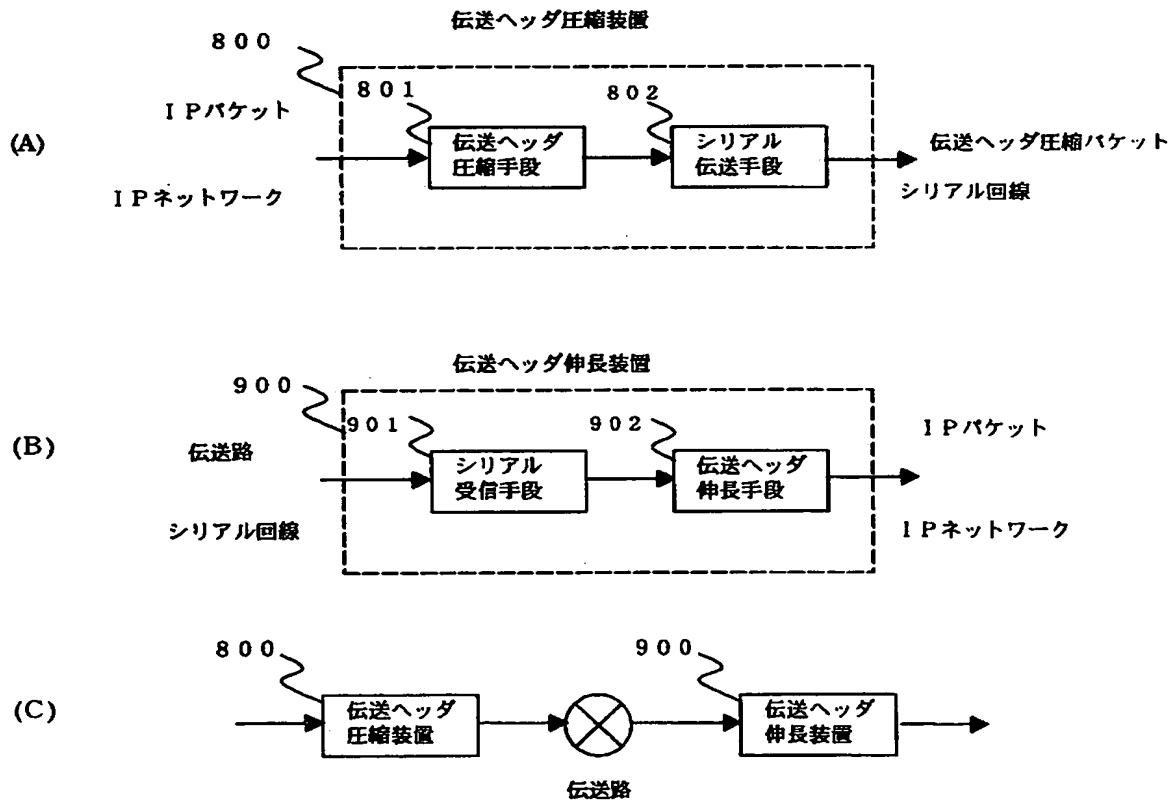 伝送ヘッダ圧縮装置
８００
ＩＰパケット
８０１
８０２
(A)
伝送ヘッダ
圧縮手段
シリアル
伝送手段
伝送ヘッダ圧縮パケット
ＩＰネットワーク
シリアル回線
伝送ヘッダ伸長装置
９００
９０１
９０２
ＩＰパケット
(B)
伝送路
シリアル
受信手段
伝送ヘッダ
伸長手段
シリアル回線
ＩＰネットワーク
８００
９００
(C)
伝送ヘッダ
圧縮装置
伝送ヘッダ
伸長装置
伝送路